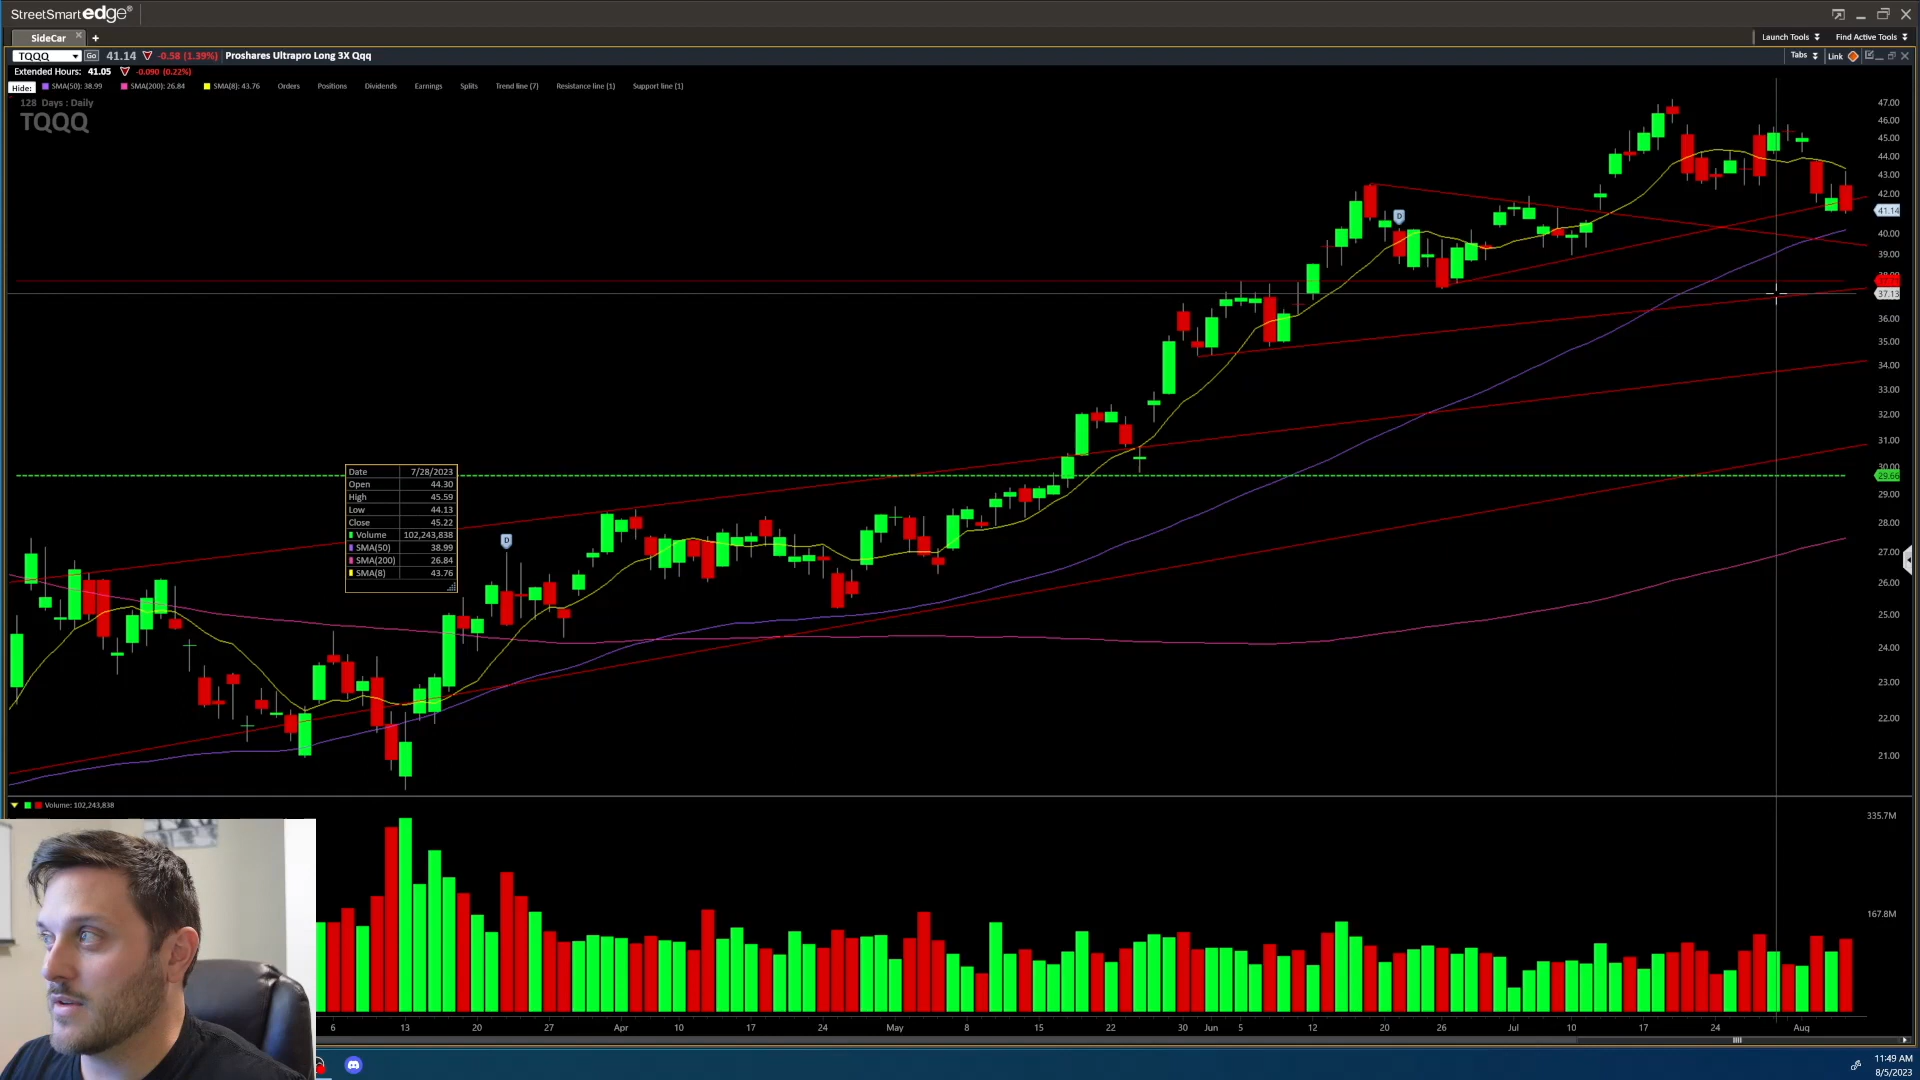 StreetSmart edge®
SideCar × +
Launch Tools Find Active Tools
TQQQ Go 41.14 -0.58 (1.39%) Proshares Ultrapro Long 3X Qqq
Tabs Link
Extended Hours: 41.05 -0.090 (0.22%)
Hide: SMA(50): 38.99 SMA(200): 26.84 SMA(8): 43.76 Orders Positions Dividends Earnings Splits Trend line (7) Resistance line (1) Support line (1)
128 Days : Daily
TQQQ
47.00
46.00
45.00
44.00
43.00
42.00
41.14
40.00
39.00
37.13
36.00
35.00
34.00
33.00
32.00
31.00
30.00
29.66
29.00
28.00
27.00
26.00
25.00
24.00
23.00
22.00
21.00
D
D
Date 7/28/2023
Open 44.30
High 45.59
Low 44.13
Close 45.22
Volume 102,243,838
SMA(50) 38.99
SMA(200) 26.84
SMA(8) 43.76
Volume: 102,243,838
335.7M
167.8M
6 13 20 27 Apr 10 17 24 May 8 15 22 30 Jun 5 12 20 26 Jul 10 17 24 Aug
11:49 AM
8/5/2023